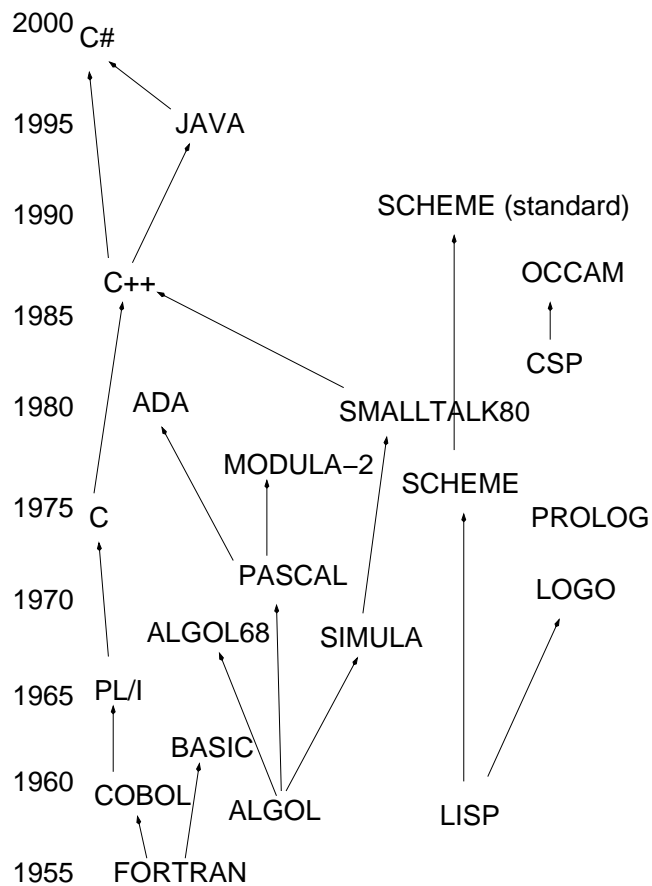 2000
C#
1995
JAVA
1990
SCHEME (standard)
C++
OCCAM
1985
CSP
1980
ADA
SMALLTALK80
MODULA−2
SCHEME
1975
C
PROLOG
PASCAL
1970
LOGO
ALGOL68
SIMULA
1965
PL/I
BASIC
1960
COBOL
ALGOL
LISP
1955
FORTRAN